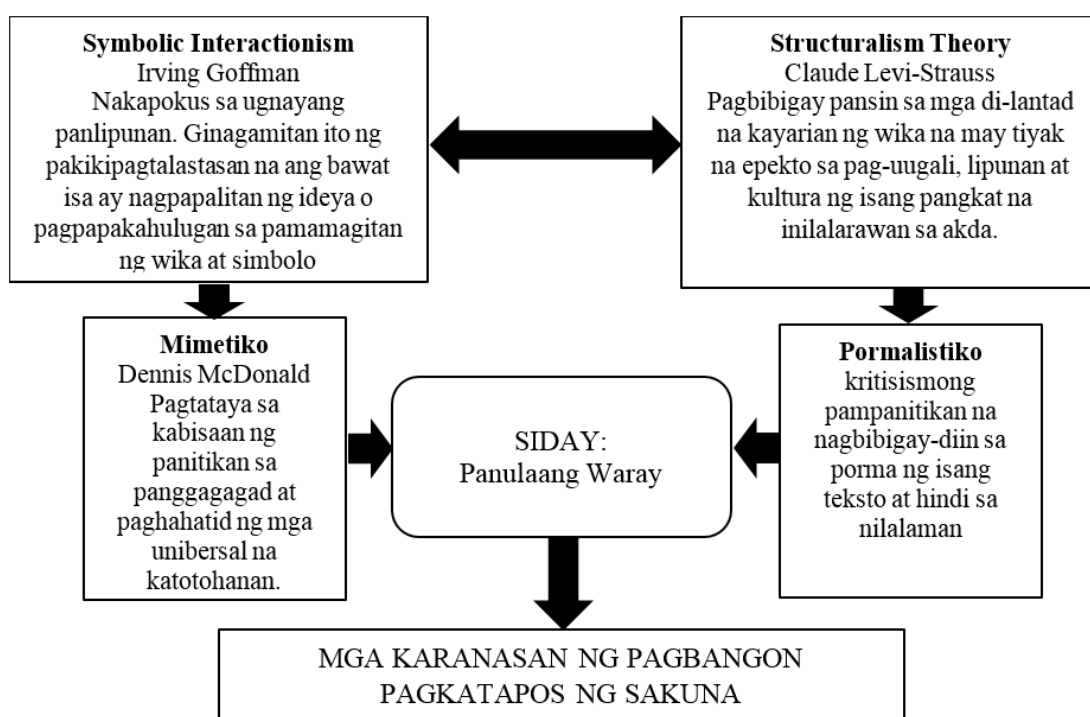 Symbolic Interactionism
Irving Goffman
Nakapokus sa ugnayang
panlipunan. Ginagamitan ito ng
pakikipagtalastasan na ang bawat
isa ay nagpapalitan ng ideya o
pagpapakahulugan sa pamamagitan
ng wika at simbolo
Structuralism Theory
Claude Levi-Strauss
Pagbibigay pansin sa mga di-lantad
na kayarian ng wika na may tiyak
na epekto sa pag-uugali, lipunan at
kultura ng isang pangkat na
inilalarawan sa akda.
Mimetiko
Dennis McDonald
Pagtataya sa
kabisaan ng
panitikan sa
panggagagad at
paghahatid ng mga
unibersal na
katotohanan.
SIDAY:
Panulaang Waray
Pormalistiko
kritisismong
pampanitikan na
nagbibigay-diin sa
porma ng isang
teksto at hindi sa
nilalaman
MGA KARANASAN NG PAGBANGON
PAGKATAPOS NG SAKUNA